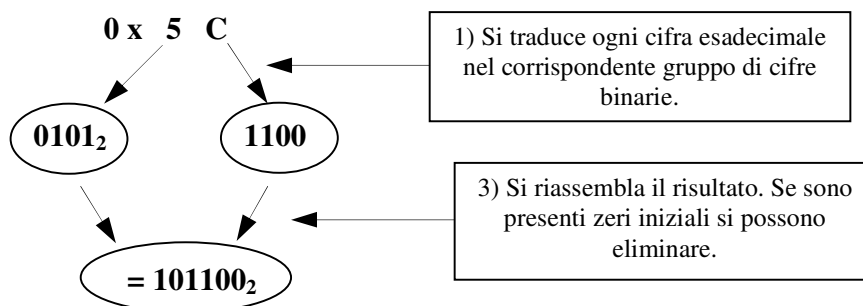 0 x 5 C
1) Si traduce ogni cifra esadecimale
nel corrispondente gruppo di cifre
binarie.
0101₂
1100
3) Si riassembla il risultato. Se sono
presenti zeri iniziali si possono
eliminare.
= 101100₂